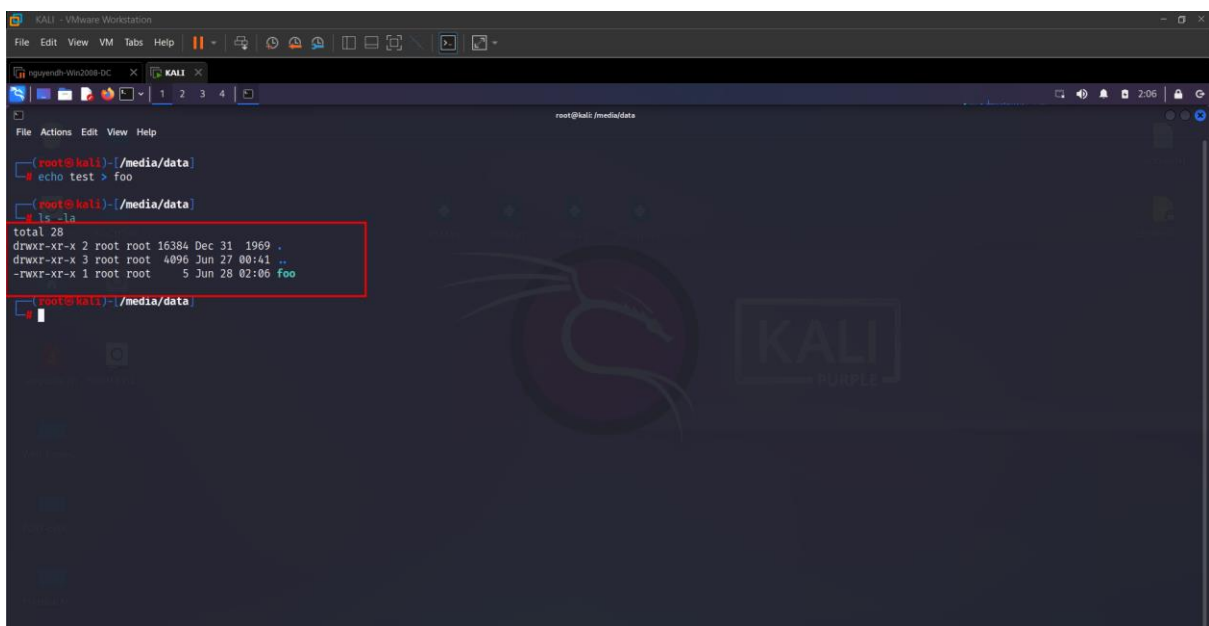 KALI - VMware Workstation
File Edit View VM Tabs Help
nguyendh-Win2008-DC X KALI X
1 2 3 4 2:06
root@kali: /media/data
File Actions Edit View Help
┌──(root㉿kali)-[/media/data]
└─# echo test > foo
┌──(root㉿kali)-[/media/data]
└─# ls -la
total 28
drwxr-xr-x 2 root root 16384 Dec 31 1969 .
drwxr-xr-x 3 root root 4096 Jun 27 00:41 ..
-rwxr-xr-x 1 root root 5 Jun 28 02:06 foo
┌──(root㉿kali)-[/media/data]
└─#
KALI
PURPLE